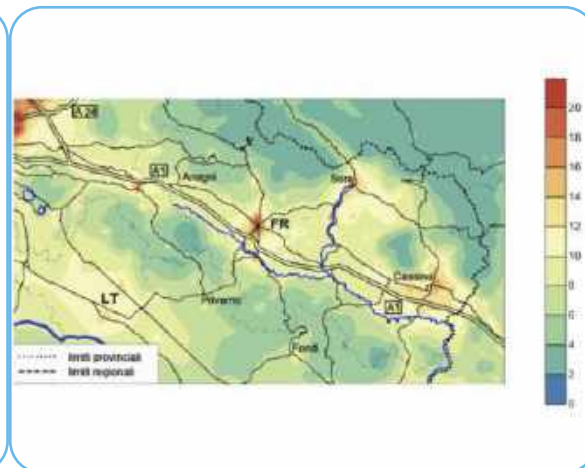 A 24
A1
Anagni
Sora
FR
Cassino
LT
Priverno
A1
Fondi
limiti provinciali
limiti regionali
20
18
16
14
12
10
8
6
4
2
0